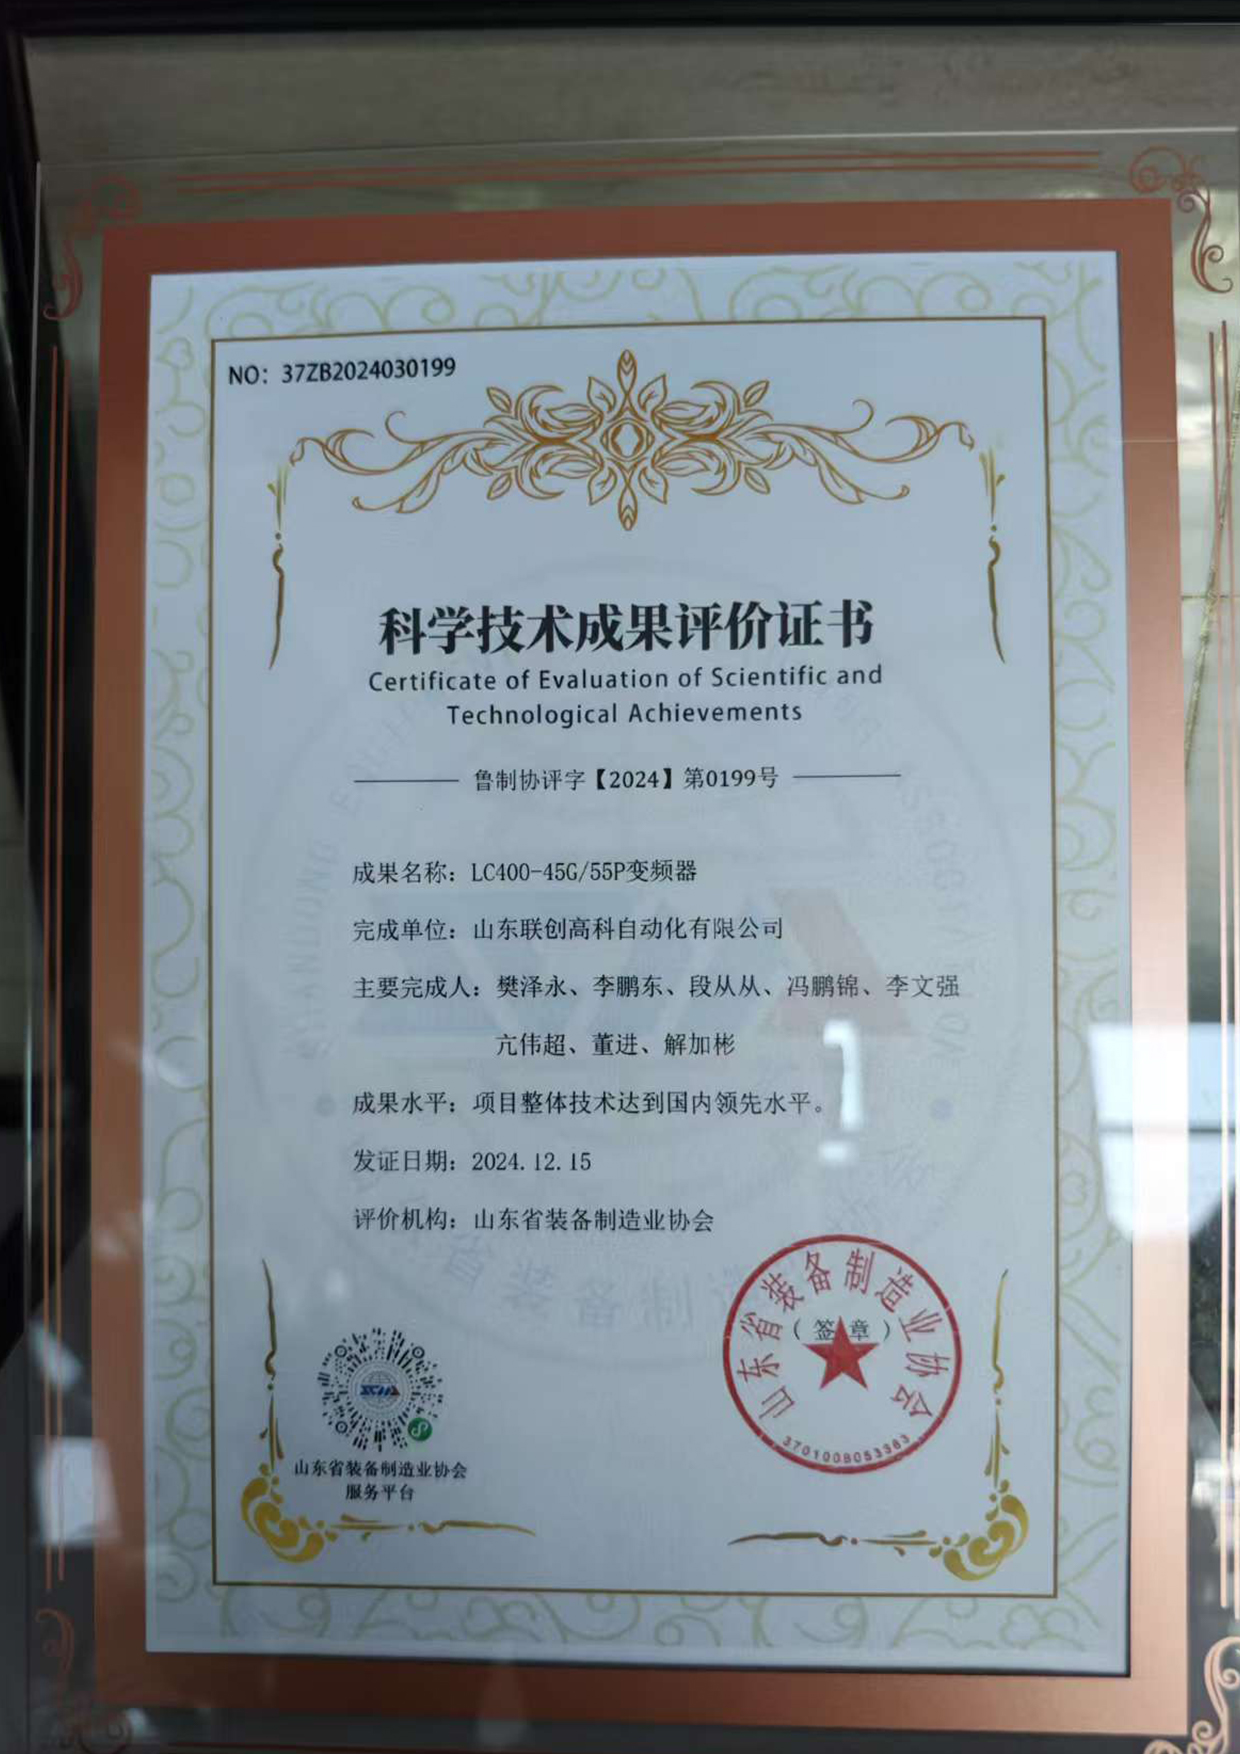 NO：37ZB2024030199
科学技术成果评价证书
Certificate of Evaluation of Scientific and
Technological Achievements
鲁制协评字【2024】第0199号
成果名称：LC400-45G/55P变频器
完成单位：山东联创高科自动化有限公司
主要完成人：樊泽永、李鹏东、段从从、冯鹏锦、李文强
亢伟超、董进、解加彬
成果水平：项目整体技术达到国内领先水平。
发证日期：2024.12.15
评价机构：山东省装备制造业协会
山东省装备制造业协会
（签章）
3701008053363
山东省装备制造业协会
服务平台